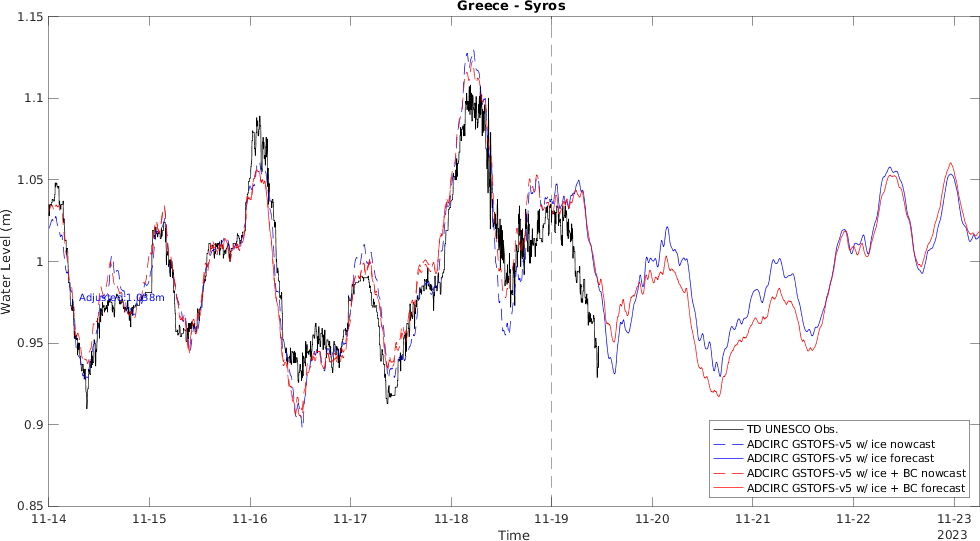 Greece - Syros
1.15
1.1
1.05
1
0.95
0.9
0.85
Water Level (m)
Adjusted 1.038m
TD UNESCO Obs.
ADCIRC GSTOFS-v5 w/ ice nowcast
ADCIRC GSTOFS-v5 w/ ice forecast
ADCIRC GSTOFS-v5 w/ ice + BC nowcast
ADCIRC GSTOFS-v5 w/ ice + BC forecast
11-14 11-15 11-16 11-17 11-18 11-19 11-20 11-21 11-22 11-23
Time
2023